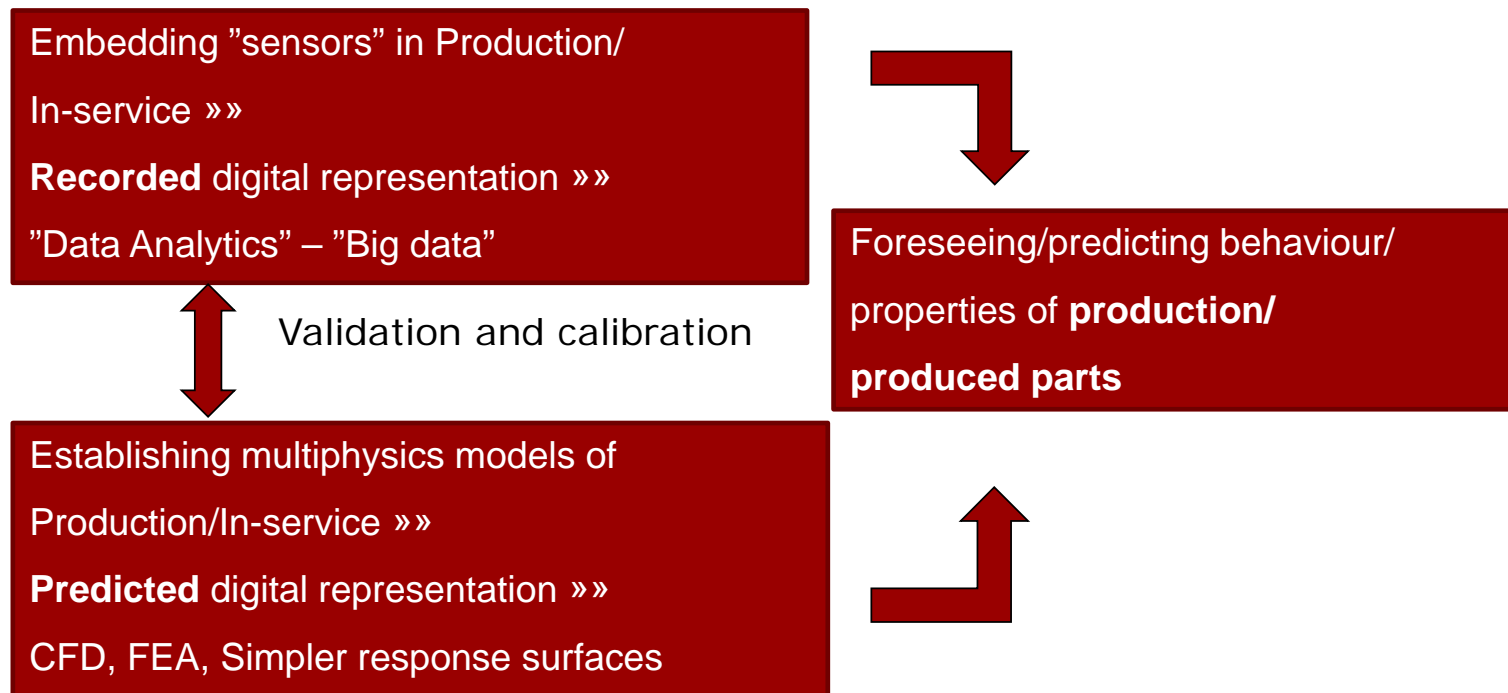 Embedding ”sensors” in Production/
In-service »»
Recorded digital representation »»
”Data Analytics” – ”Big data”
Validation and calibration
Establishing multiphysics models of
Production/In-service »»
Predicted digital representation »»
CFD, FEA, Simpler response surfaces
Foreseeing/predicting behaviour/
properties of production/
produced parts